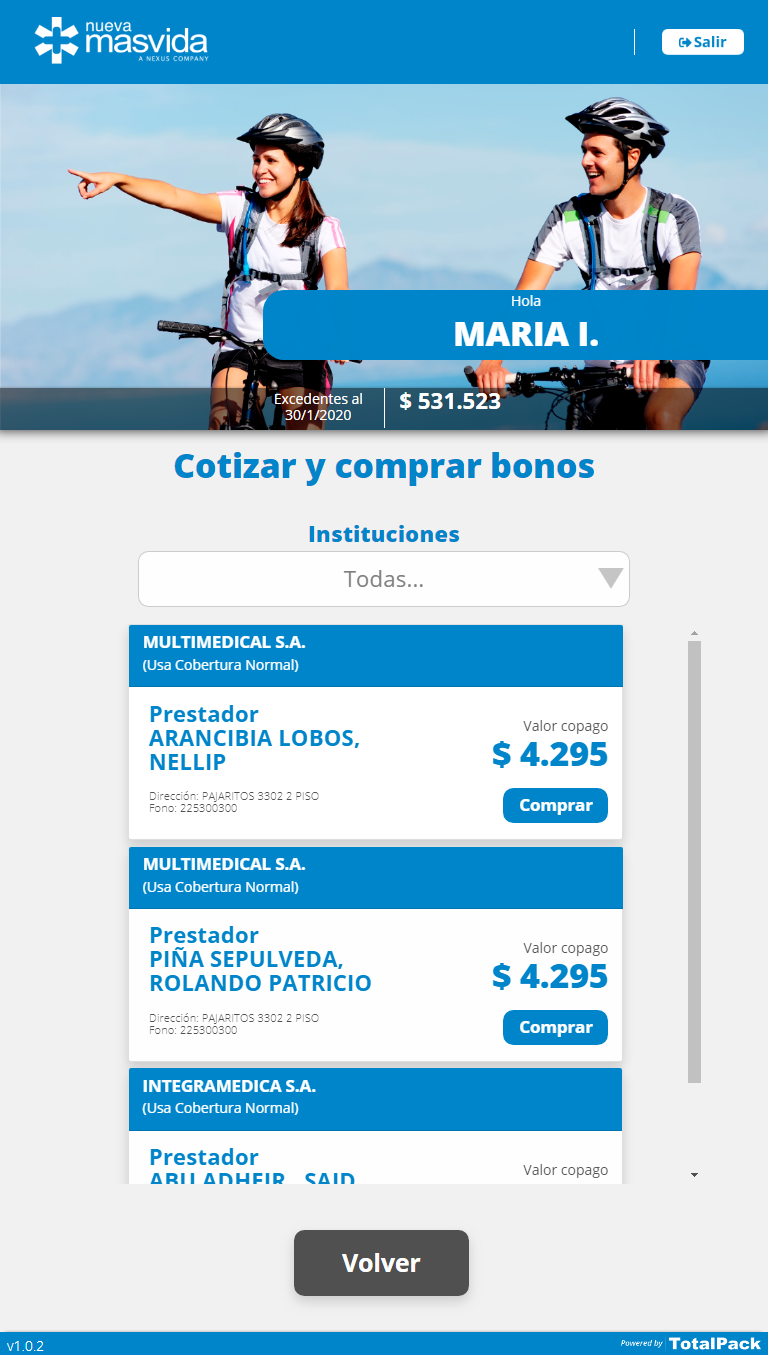 nueva
masvida
A NEXUS COMPANY
Salir
Hola
MARIA I.
Excedentes al
30/1/2020
$ 531.523
Cotizar y comprar bonos
Instituciones
Todas...
MULTIMEDICAL S.A.
(Usa Cobertura Normal)
Prestador
ARANCIBIA LOBOS,
NELLIP
Valor copago
$ 4.295
Dirección: PAJARITOS 3302 2 PISO
Fono: 225300300
Comprar
MULTIMEDICAL S.A.
(Usa Cobertura Normal)
Prestador
PIÑA SEPULVEDA,
ROLANDO PATRICIO
Valor copago
$ 4.295
Dirección: PAJARITOS 3302 2 PISO
Fono: 225300300
Comprar
INTEGRAMEDICA S.A.
(Usa Cobertura Normal)
Prestador
Valor copago
SAID
Volver
v1.0.2
Powered by TotalPack